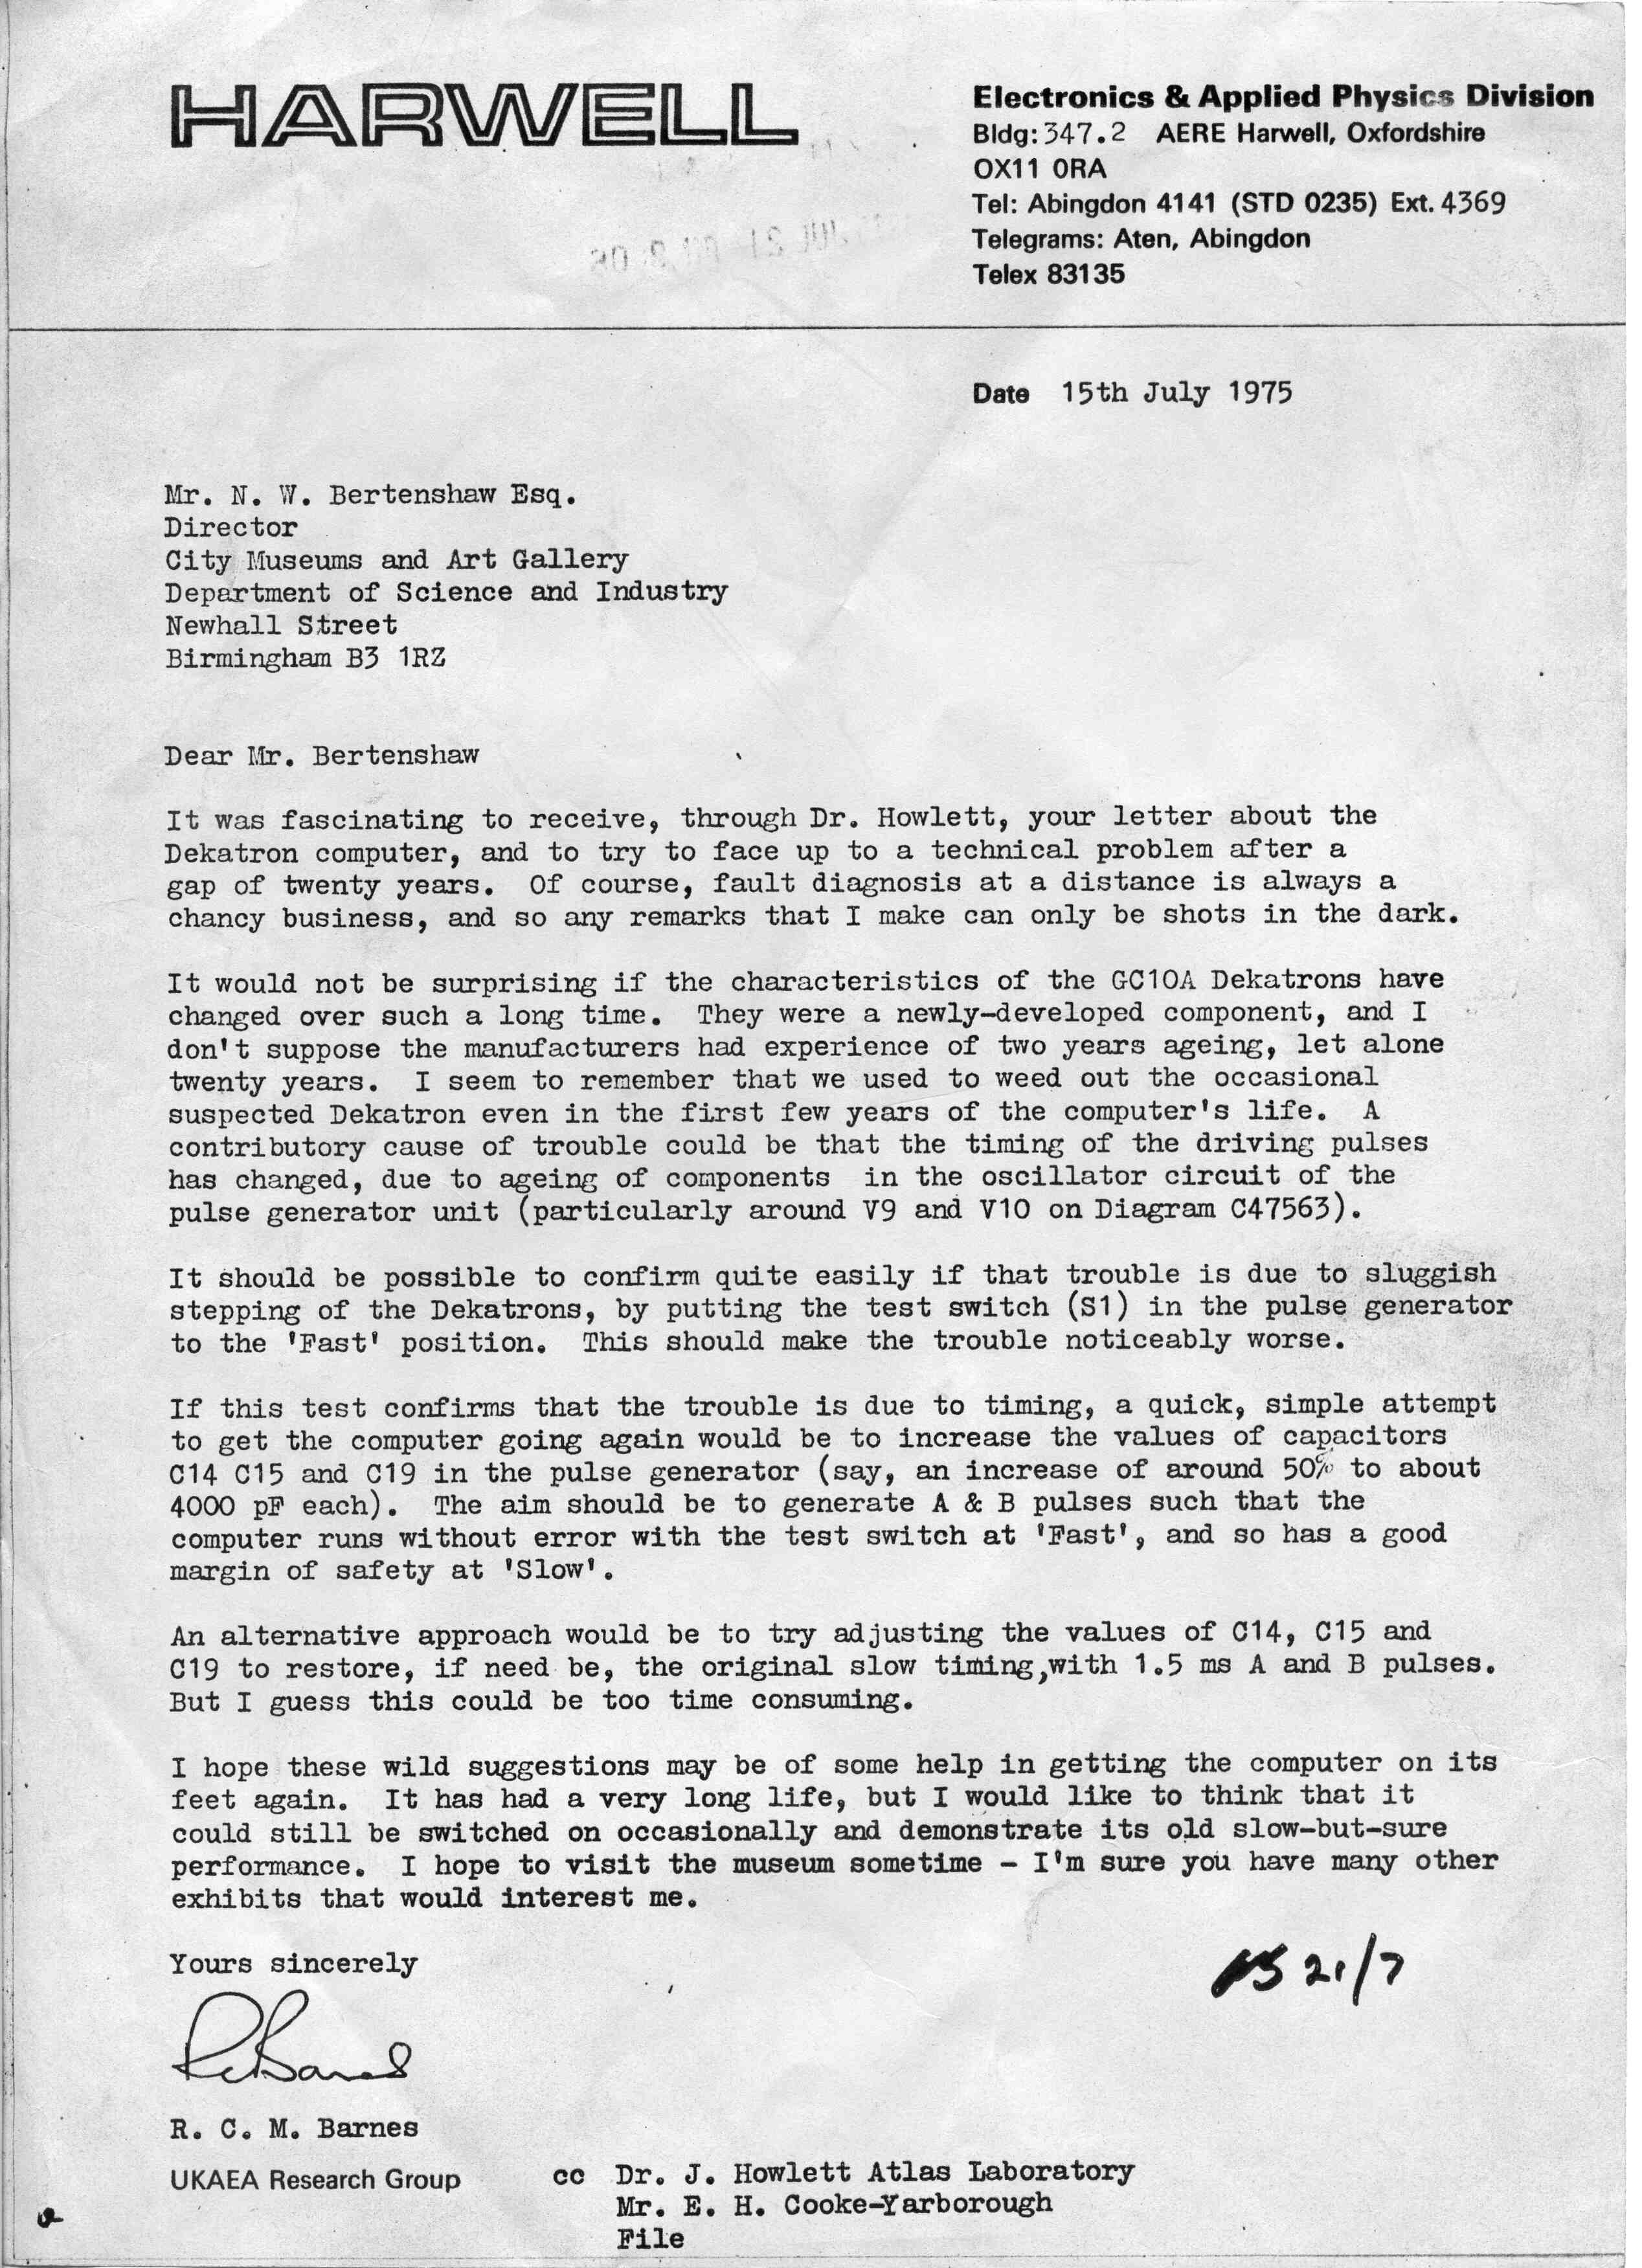 HARWELL
Electronics & Applied Physics Division
Bldg: 347.2 AERE Harwell, Oxfordshire
OX11 0RA
Tel: Abingdon 4141 (STD 0235) Ext. 4369
Telegrams: Aten, Abingdon
Telex 83135
Date 15th July 1975
Mr. N. W. Bertenshaw Esq.
Director
City Museums and Art Gallery
Department of Science and Industry
Newhall Street
Birmingham B3 1RZ
Dear Mr. Bertenshaw
It was fascinating to receive, through Dr. Howlett, your letter about the
Dekatron computer, and to try to face up to a technical problem after a
gap of twenty years. Of course, fault diagnosis at a distance is always a
chancy business, and so any remarks that I make can only be shots in the dark.
It would not be surprising if the characteristics of the GC10A Dekatrons have
changed over such a long time. They were a newly-developed component, and I
don't suppose the manufacturers had experience of two years ageing, let alone
twenty years. I seem to remember that we used to weed out the occasional
suspected Dekatron even in the first few years of the computer's life. A
contributory cause of trouble could be that the timing of the driving pulses
has changed, due to ageing of components in the oscillator circuit of the
pulse generator unit (particularly around V9 and V10 on Diagram C47563).
It should be possible to confirm quite easily if that trouble is due to sluggish
stepping of the Dekatrons, by putting the test switch (S1) in the pulse generator
to the 'Fast' position. This should make the trouble noticeably worse.
If this test confirms that the trouble is due to timing, a quick, simple attempt
to get the computer going again would be to increase the values of capacitors
C14 C15 and C19 in the pulse generator (say, an increase of around 50% to about
4000 pF each). The aim should be to generate A & B pulses such that the
computer runs without error with the test switch at 'Fast', and so has a good
margin of safety at 'Slow'.
An alternative approach would be to try adjusting the values of C14, C15 and
C19 to restore, if need be, the original slow timing, with 1.5 ms A and B pulses.
But I guess this could be too time consuming.
I hope these wild suggestions may be of some help in getting the computer on its
feet again. It has had a very long life, but I would like to think that it
could still be switched on occasionally and demonstrate its old slow-but-sure
performance. I hope to visit the museum sometime - I'm sure you have many other
exhibits that would interest me.
Yours sincerely
21/7
R. C. M. Barnes
UKAEA Research Group
cc Dr. J. Howlett Atlas Laboratory
Mr. E. H. Cooke-Yarborough
File